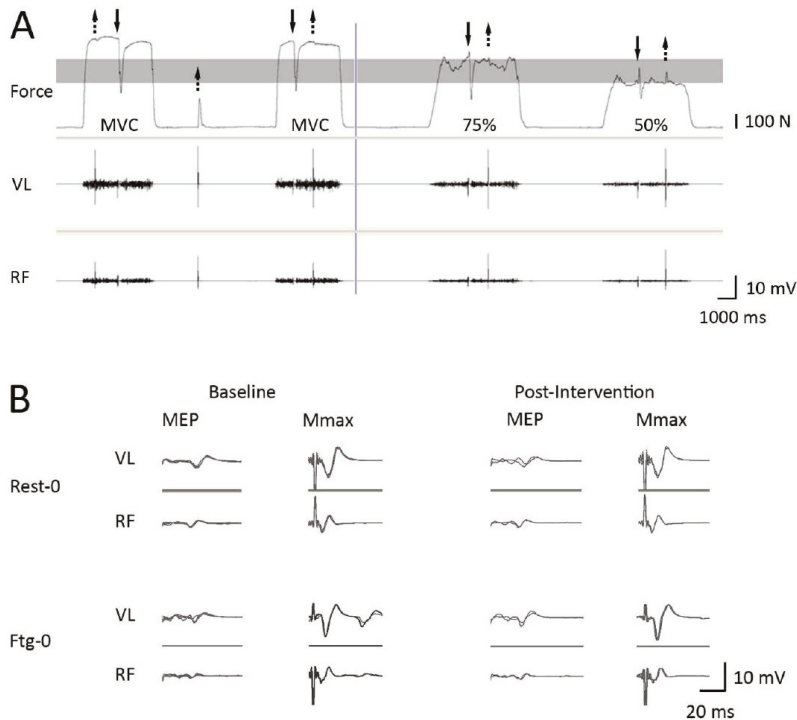 A
Force
MVC
MVC
75%
50%
100 N
VL
RF
10 mV
1000 ms
B
Baseline
Post-Intervention
MEP
Mmax
MEP
Mmax
VL
Rest-0
RF
VL
Ftg-0
RF
10 mV
20 ms